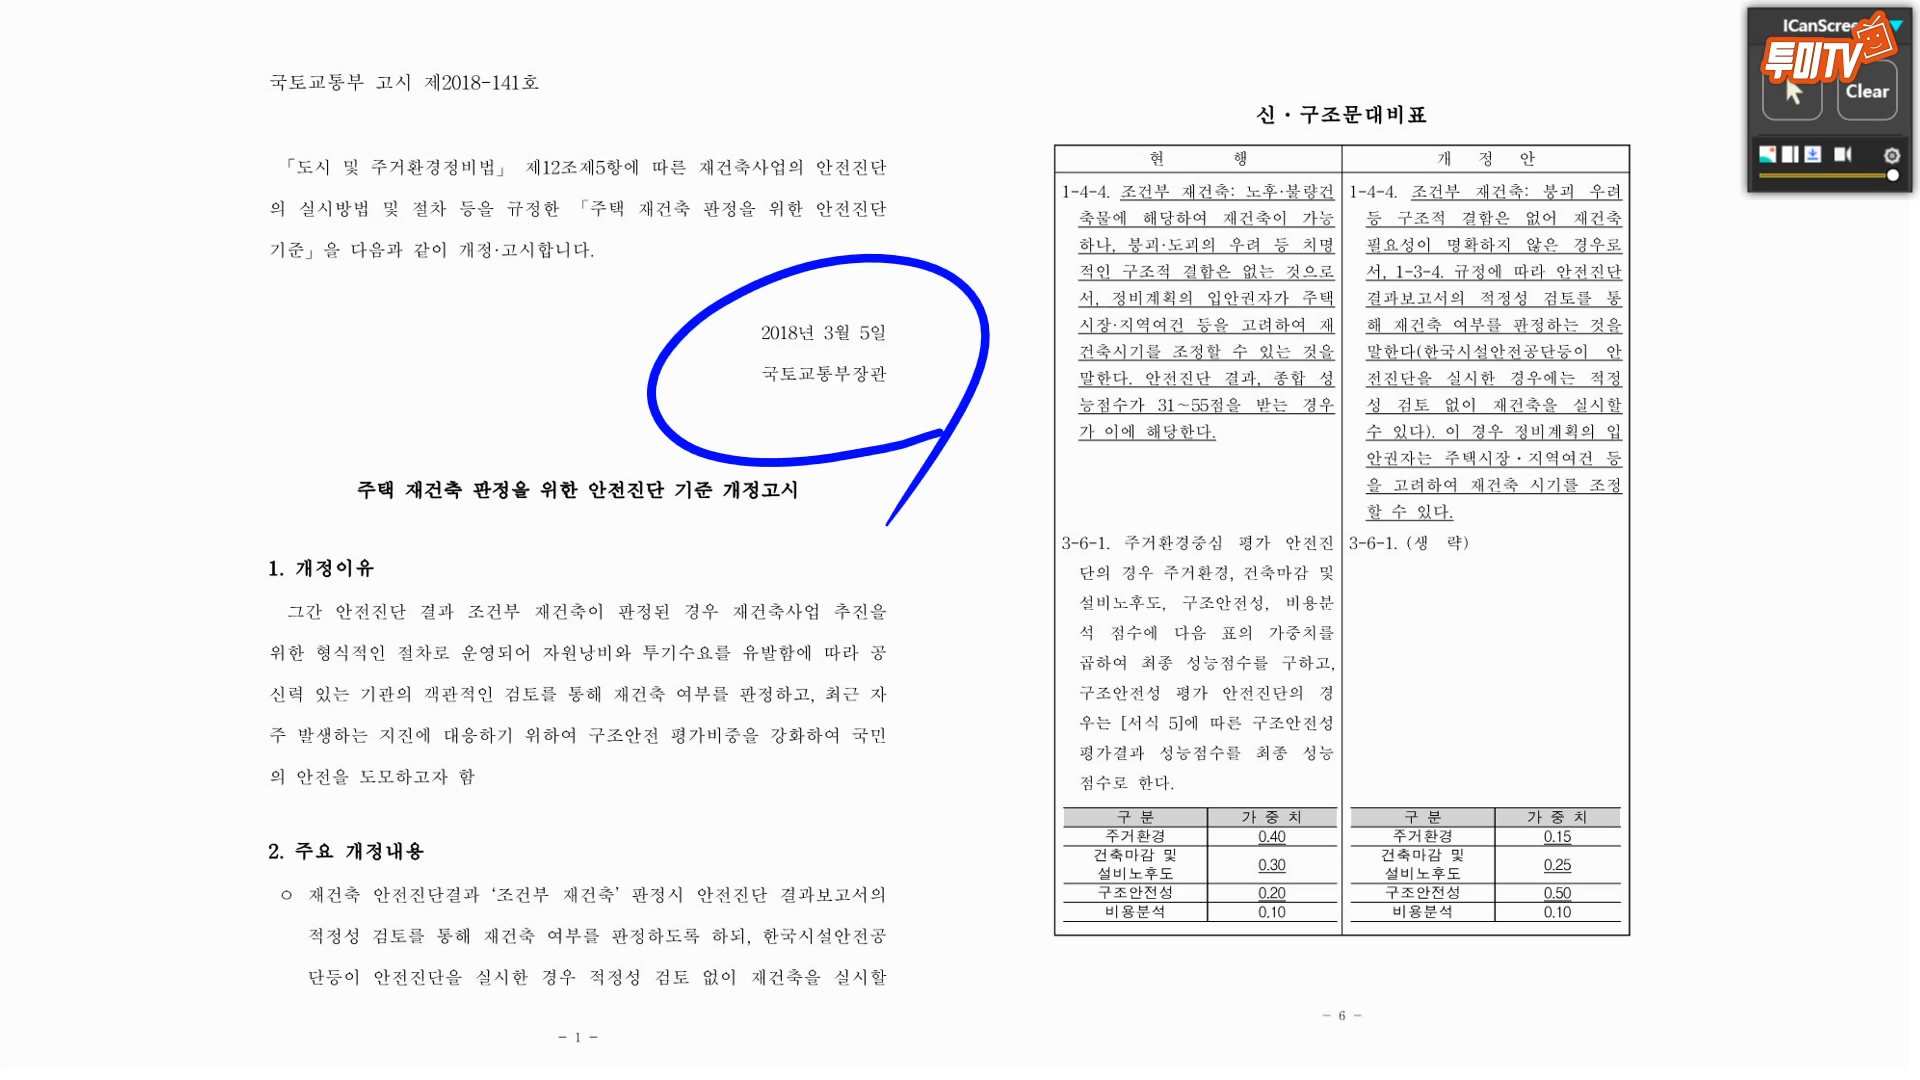 국토교통부 고시 제2018-141호
「도시 및 주거환경정비법」 제12조제5항에 따른 재건축사업의 안전진단
의 실시방법 및 절차 등을 규정한 「주택 재건축 판정을 위한 안전진단
기준」을 다음과 같이 개정·고시합니다.
2018년 3월 5일
국토교통부장관
주택 재건축 판정을 위한 안전진단 기준 개정고시
1. 개정이유
그간 안전진단 결과 조건부 재건축이 판정된 경우 재건축사업 추진을
위한 형식적인 절차로 운영되어 자원낭비와 투기수요를 유발함에 따라 공
신력 있는 기관의 객관적인 검토를 통해 재건축 여부를 판정하고, 최근 자
주 발생하는 지진에 대응하기 위하여 구조안전 평가비중을 강화하여 국민
의 안전을 도모하고자 함
2. 주요 개정내용
ㅇ 재건축 안전진단결과 ‘조건부 재건축’ 판정시 안전진단 결과보고서의
적정성 검토를 통해 재건축 여부를 판정하도록 하되, 한국시설안전공
단등이 안전진단을 실시한 경우 적정성 검토 없이 재건축을 실시할
- 1 -
신·구조문대비표
현 행
1-4-4. 조건부 재건축: 노후·불량건
축물에 해당하여 재건축이 가능
하나, 붕괴·도괴의 우려 등 치명
적인 구조적 결함은 없는 것으로
서, 정비계획의 입안권자가 주택
시장·지역여건 등을 고려하여 재
건축시기를 조정할 수 있는 것을
말한다. 안전진단 결과, 종합 성
능점수가 31~55점을 받는 경우
가 이에 해당한다.
3-6-1. 주거환경중심 평가 안전진
단의 경우 주거환경, 건축마감 및
설비노후도, 구조안전성, 비용분
석 점수에 다음 표의 가중치를
곱하여 최종 성능점수를 구하고,
구조안전성 평가 안전진단의 경
우는 [서식 5]에 따른 구조안전성
평가결과 성능점수를 최종 성능
점수로 한다.
구 분 가 중 치
주거환경 0.40
건축마감 및
설비노후도 0.30
구조안전성 0.20
비용분석 0.10
개 정 안
1-4-4. 조건부 재건축: 붕괴 우려
등 구조적 결함은 없어 재건축
필요성이 명확하지 않은 경우로
서, 1-3-4. 규정에 따라 안전진단
결과보고서의 적정성 검토를 통
해 재건축 여부를 판정하는 것을
말한다(한국시설안전공단등이 안
전진단을 실시한 경우에는 적정
성 검토 없이 재건축을 실시할
수 있다). 이 경우 정비계획의 입
안권자는 주택시장·지역여건 등
을 고려하여 재건축 시기를 조정
할 수 있다.
3-6-1. (생 략)
구 분 가 중 치
주거환경 0.15
건축마감 및
설비노후도 0.25
구조안전성 0.50
비용분석 0.10
- 6 -
투미TV
Clear